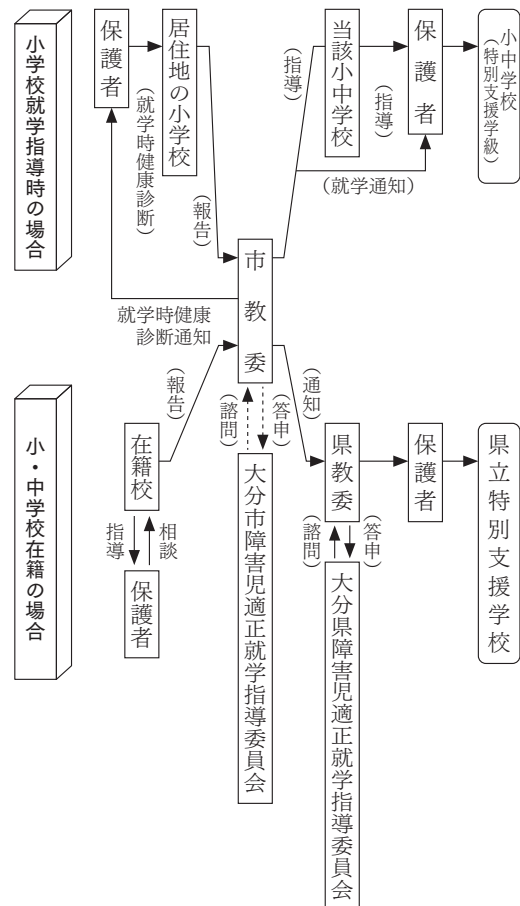 小学校就学指導時の場合
保護者
(就学時健康診断)
居住地の小学校
(報告)
就学時健康
診断通知
市教委
(指導)
当該小中学校
(指導)
保護者
(就学通知)
小中学校
(特別支援学級)
小・中学校在籍の場合
在籍校
(報告)
指導
相談
保護者
(諮問)
(答申)
大分市障害児適正就学指導委員会
(通知)
県教委
(諮問)
(答申)
大分県障害児適正就学指導委員会
保護者
県立特別支援学校